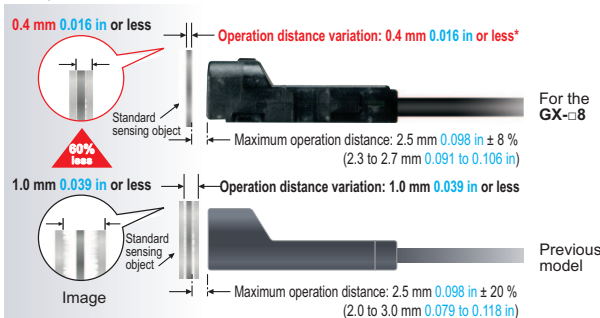 0.4 mm 0.016 in or less
Operation distance variation: 0.4 mm 0.016 in or less*
Standard
sensing object
For the
GX-□8
Maximum operation distance: 2.5 mm 0.098 in ± 8 %
(2.3 to 2.7 mm 0.091 to 0.106 in)
60%
less
1.0 mm 0.039 in or less
Operation distance variation: 1.0 mm 0.039 in or less
Standard
sensing
object
Previous
model
Image
Maximum operation distance: 2.5 mm 0.098 in ± 20 %
(2.0 to 3.0 mm 0.079 to 0.118 in)